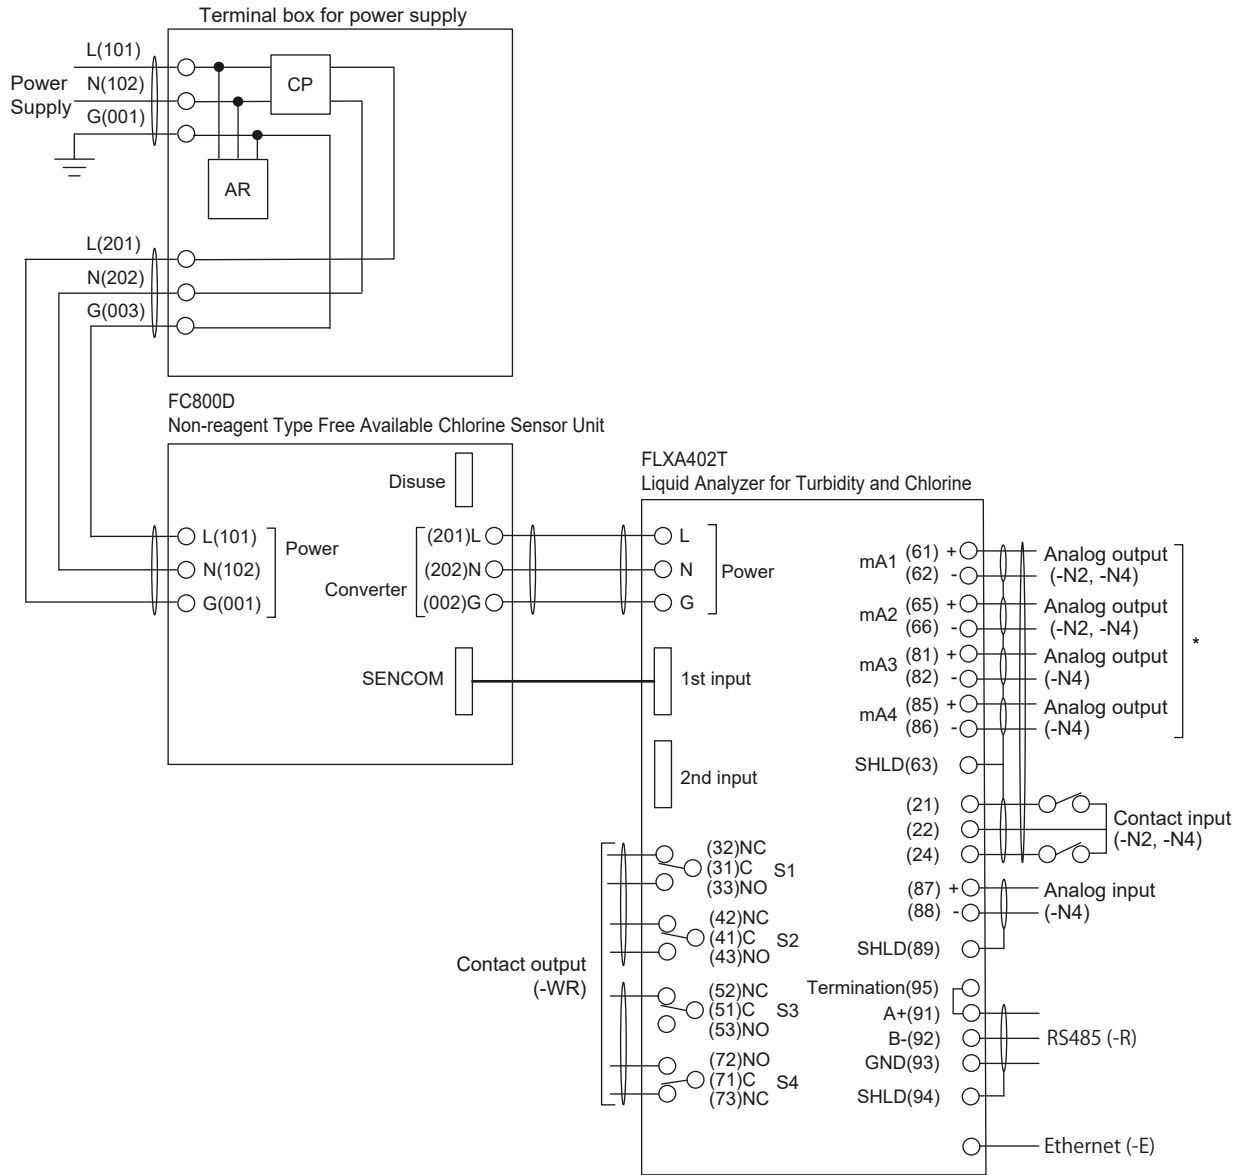 Terminal box for power supply
L(101)
Power
Supply
N(102)
G(001)
CP
AR
L(201)
N(202)
G(003)
FC800D
Non-reagent Type Free Available Chlorine Sensor Unit
Disuse
L(101)
N(102)
G(001)
Power
Converter
(201)L
(202)N
(002)G
SENCOM
FLXA402T
Liquid Analyzer for Turbidity and Chlorine
L
N
G
Power
1st input
2nd input
Contact output
(-WR)
(32)NC
(31)C
(33)NO
S1
(42)NC
(41)C
(43)NO
S2
(52)NC
(51)C
(53)NO
S3
(72)NO
(71)C
(73)NC
S4
mA1
(61) +
(62) -
Analog output
(-N2, -N4)
mA2
(65) +
(66) -
Analog output
(-N2, -N4)
mA3
(81) +
(82) -
Analog output
(-N4)
mA4
(85) +
(86) -
Analog output
(-N4)
*
SHLD(63)
(21)
(22)
(24)
Contact input
(-N2, -N4)
(87) +
(88) -
Analog input
(-N4)
SHLD(89)
Termination(95)
A+(91)
B-(92)
GND(93)
RS485 (-R)
SHLD(94)
Ethernet (-E)